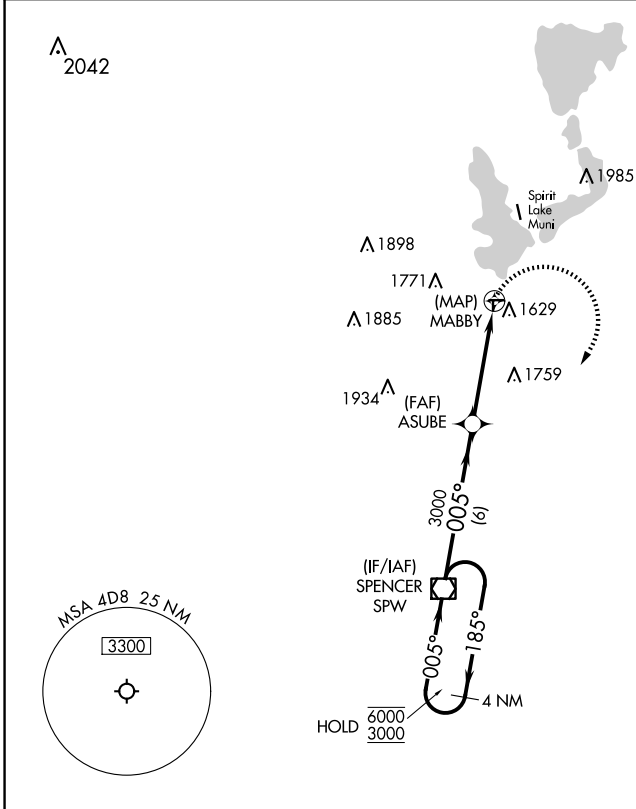 2042
1985
Spirit
Lake
Muni
1898
1771
(MAP)
MABBY
1629
1885
1759
1934
(FAF)
ASUBE
3000
005°
(6)
(IF/IAF)
SPENCER
SPW
MSA 4D8 25 NM
3300
005°
185°
4 NM
HOLD 6000
3000